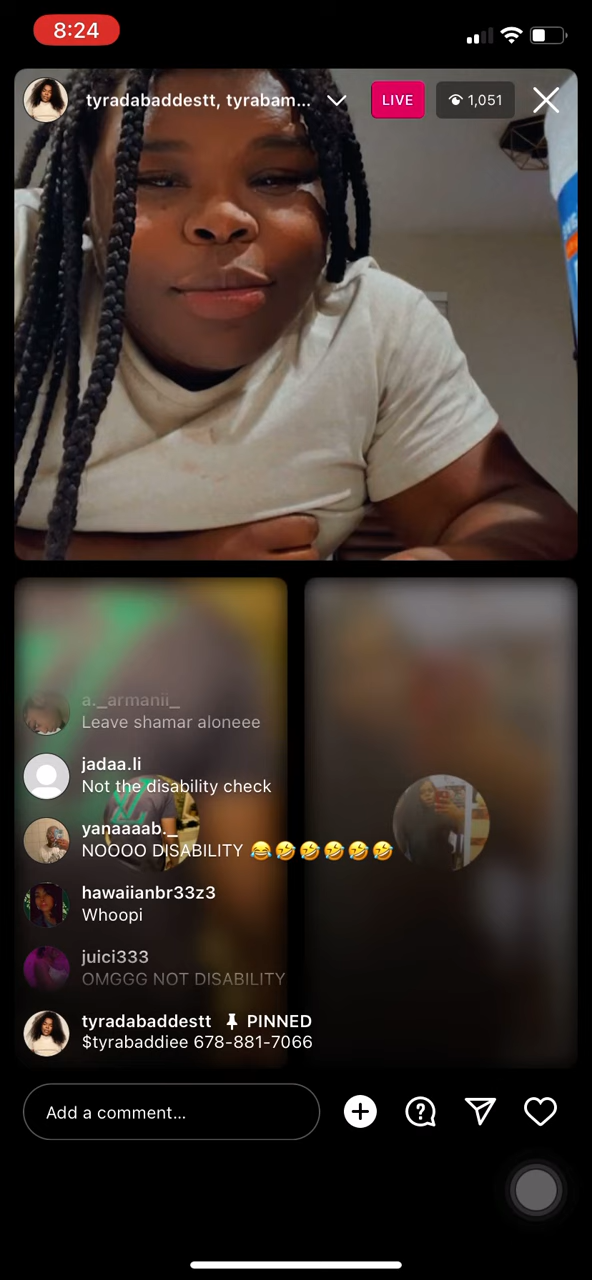 8:24
tyradabaddestt, tyrabam...
LIVE
1,051
a._armanii_
Leave shamar aloneee
jadaa.li
Not the disability check
yanaaaab._
NOOOO DISABILITY 😂🤣🤣🤣🤣🤣
hawaiianbr33z3
Whoopi
juici333
OMGGG NOT DISABILITY
tyradabaddestt PINNED
$tyrabaddiee 678-881-7066
Add a comment...